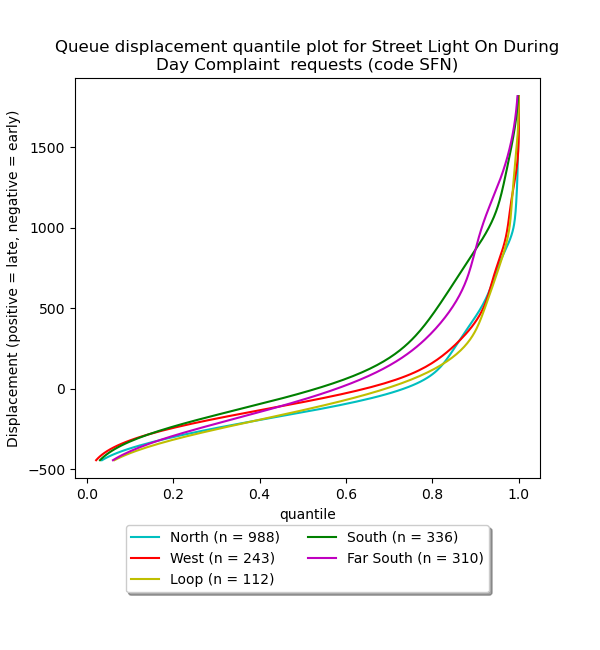 Queue displacement quantile plot for Street Light On During
Day Complaint  requests (code SFN)
Displacement (positive = late, negative = early)
1500
1000
500
0
−500
0.0 0.2 0.4 0.6 0.8 1.0
quantile
North (n = 988) South (n = 336)
West (n = 243) Far South (n = 310)
Loop (n = 112)